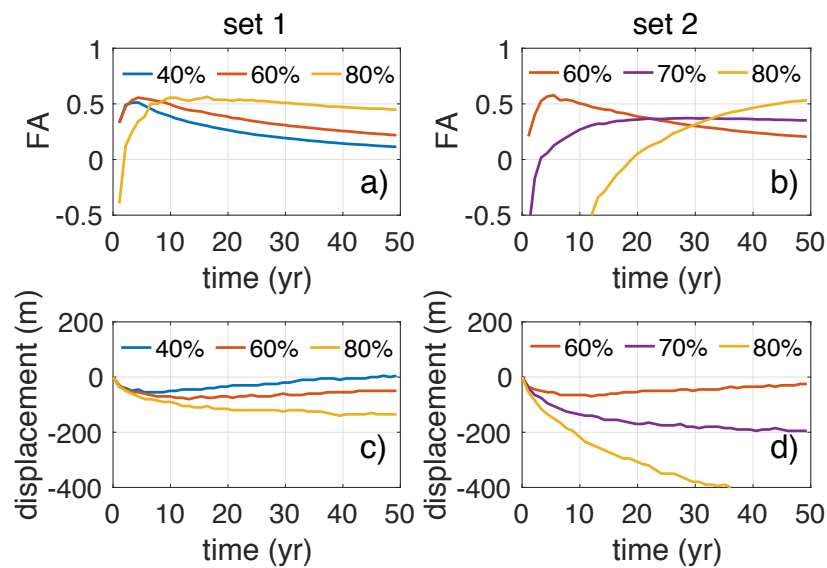 set 1
set 2
FA
1
0.5
0
-0.5
40% 60% 80%
a)
0 10 20 30 40 50
time (yr)
FA
1
0.5
0
-0.5
60% 70% 80%
b)
0 10 20 30 40 50
time (yr)
displacement (m)
200
0
-200
-400
40% 60% 80%
c)
0 10 20 30 40 50
time (yr)
displacement (m)
200
0
-200
-400
60% 70% 80%
d)
0 10 20 30 40 50
time (yr)